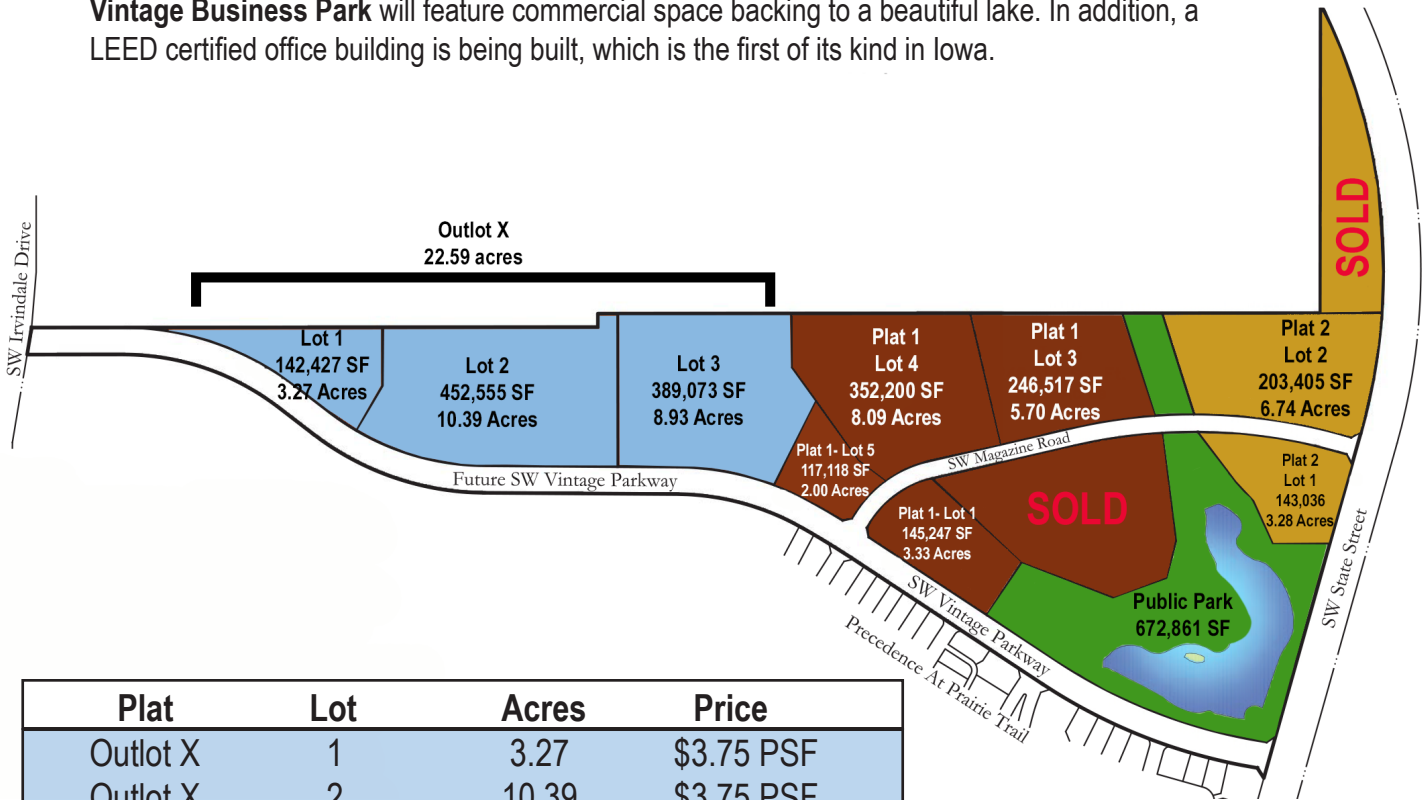 Vintage Business Park will feature commercial space backing to a beautiful lake. In addition, a
LEED certified office building is being built, which is the first of its kind in Iowa.
SOLD
SW Irvindale Drive
Outlot X
22.59 acres
Lot 1
142,427 SF
3.27 Acres
Lot 2
452,555 SF
10.39 Acres
Lot 3
389,073 SF
8.93 Acres
Plat 1
Lot 4
352,200 SF
8.09 Acres
Plat 1
Lot 3
246,517 SF
5.70 Acres
Plat 2
Lot 2
203,405 SF
6.74 Acres
Plat 1- Lot 5
117,118 SF
2.00 Acres
SW Magazine Road
Plat 2
Lot 1
143,036
3.28 Acres
Future SW Vintage Parkway
Plat 1- Lot 1
145,247 SF
3.33 Acres
SOLD
SW State Street
Public Park
672,861 SF
SW Vintage Parkway
Precedence At Prairie Trail
Plat Lot Acres Price
Outlot X 1 3.27 $3.75 PSF
Outlot X 2 10.39 $3.75 PSF